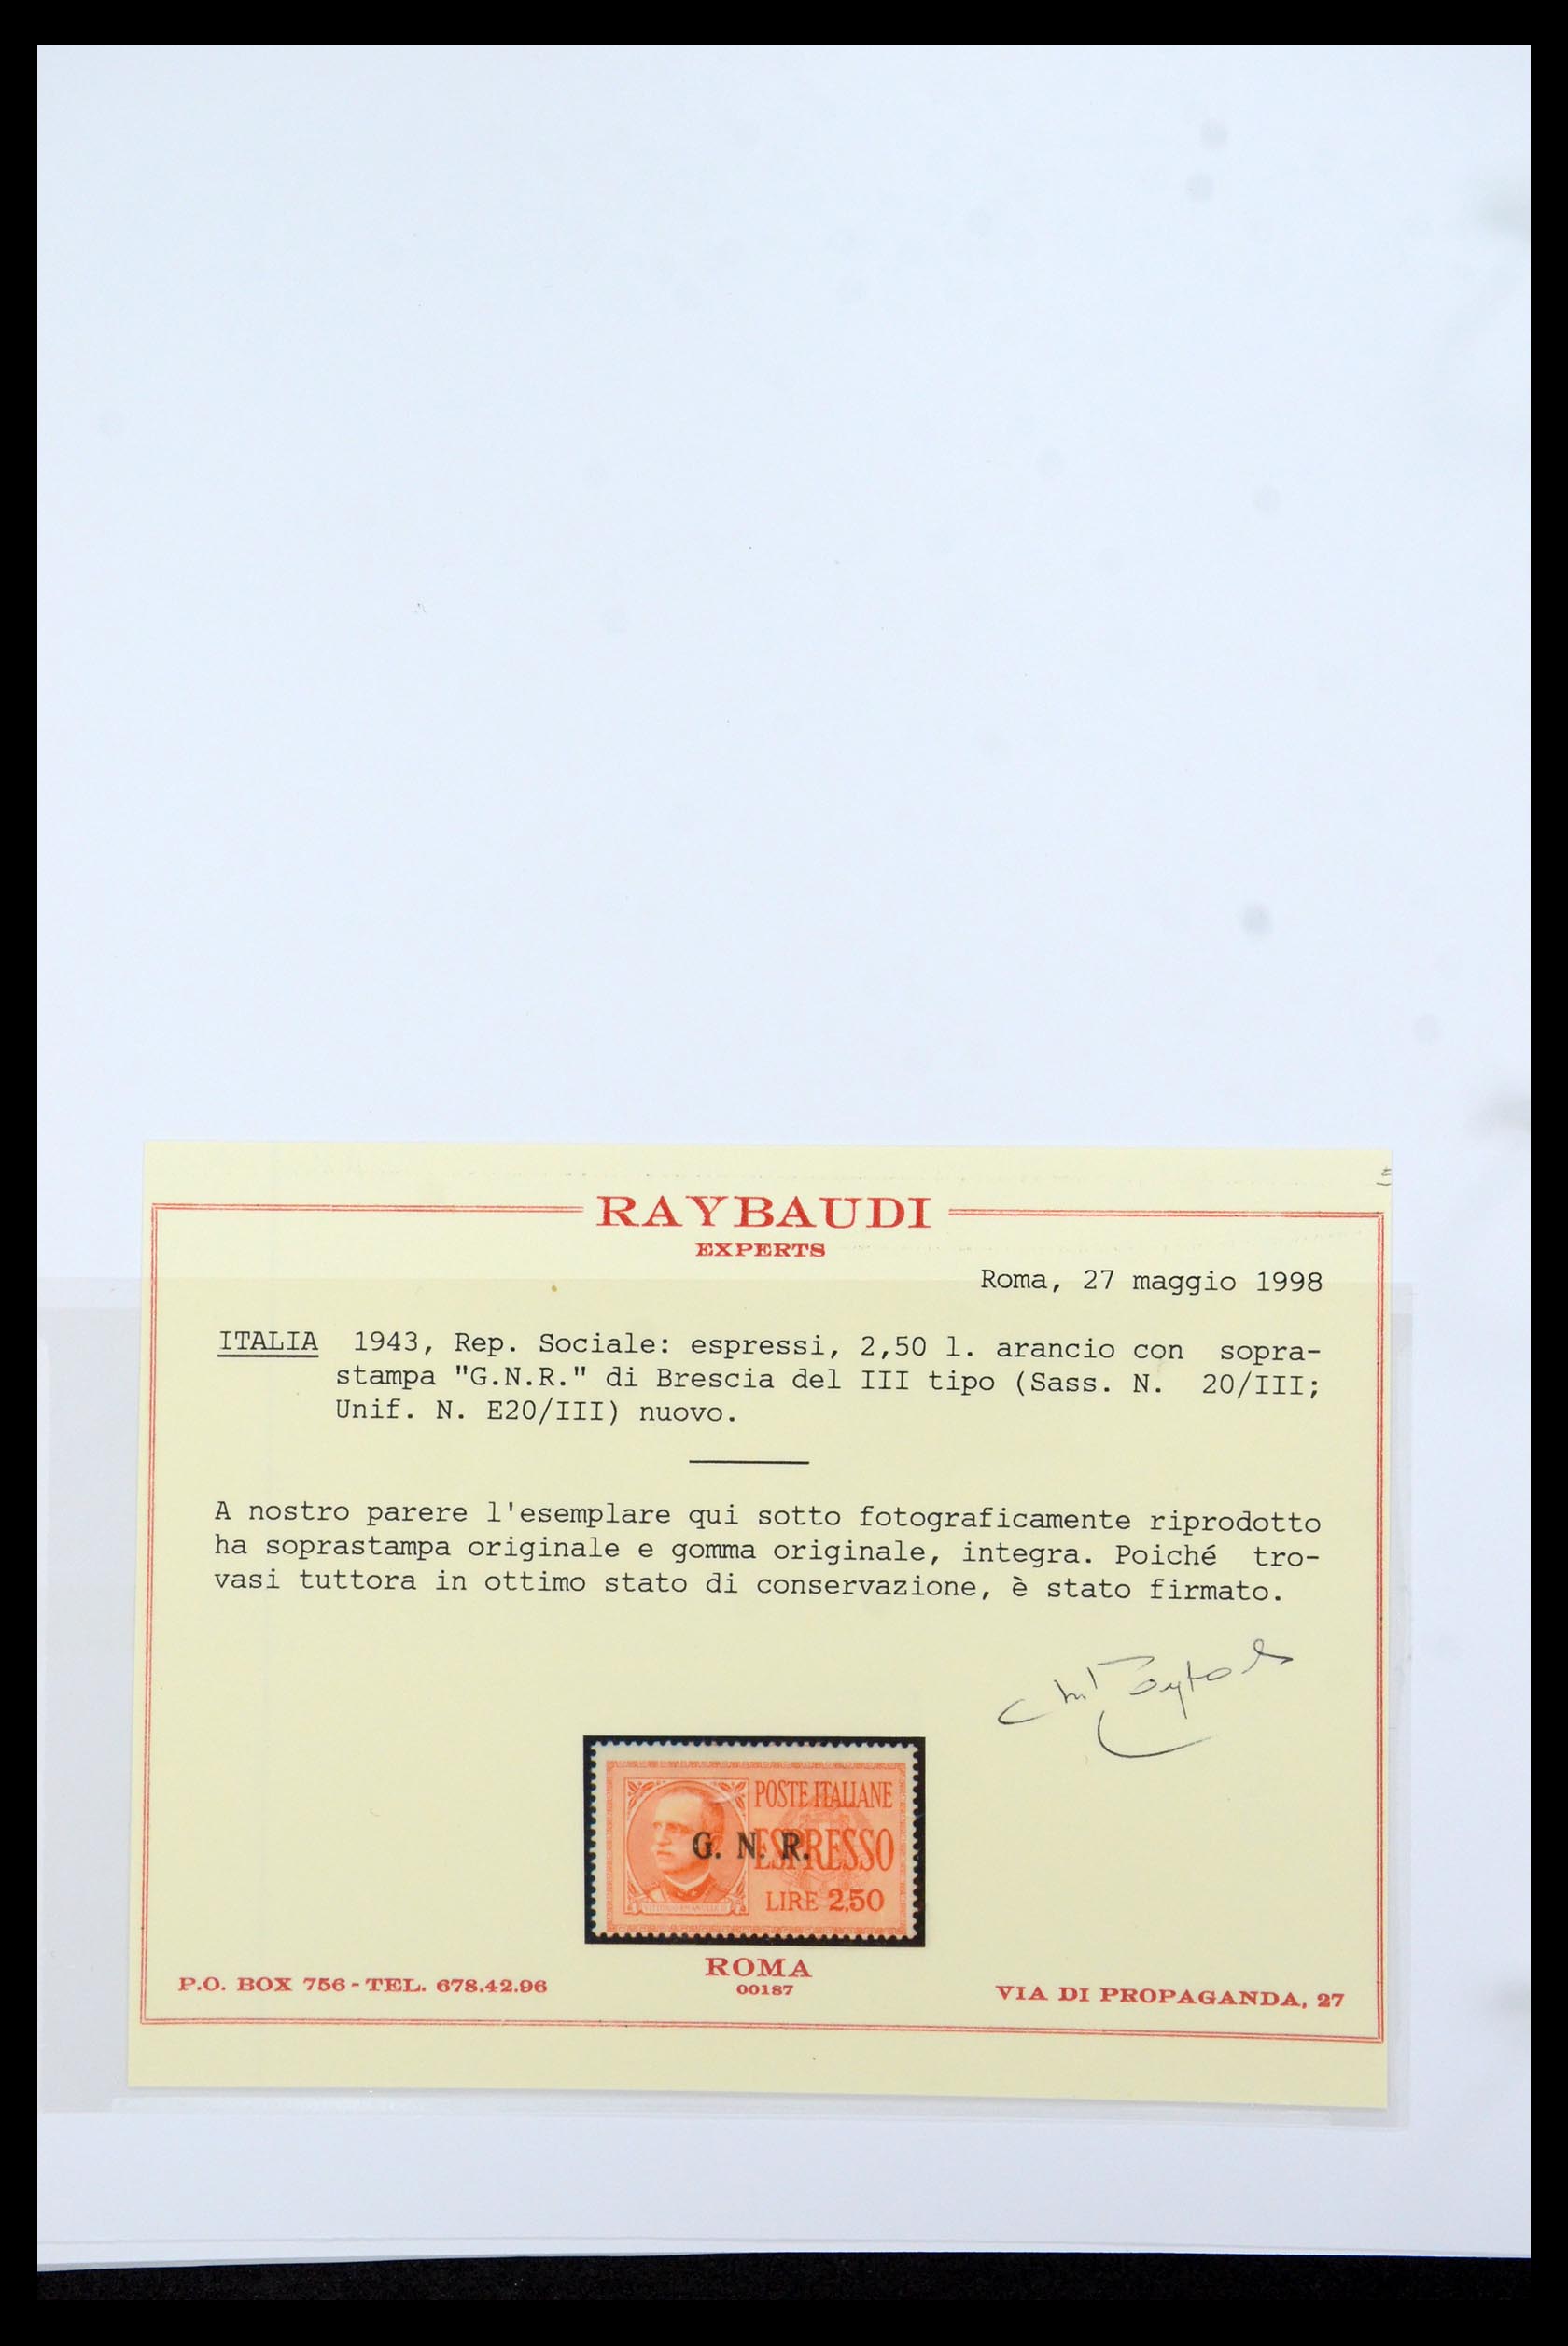 RAYBAUDI
EXPERTS
Roma, 27 maggio 1998
ITALIA 1943, Rep. Sociale: espressi, 2,50 l. arancio con sopra-
stampa "G.N.R." di Brescia del III tipo (Sass. N. 20/III;
Unif. N. E20/III) nuovo.
A nostro parere l'esemplare qui sotto fotograficamente riprodotto
ha soprastampa originale e gomma originale, integra. Poiché tro-
vasi tuttora in ottimo stato di conservazione, è stato firmato.
POSTE ITALIANE
G. N. R.
ESPRESSO
LIRE 2,50
ROMA
00187
P.O. BOX 756 - TEL. 678.42.96
VIA DI PROPAGANDA, 27